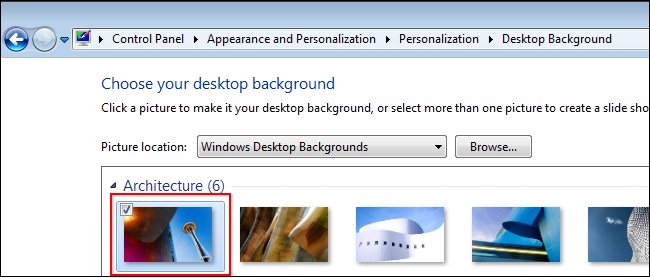 Control Panel Appearance and Personalization Personalization Desktop Background
Choose your desktop background
Click a picture to make it your desktop background, or select more than one picture to create a slide sho
Picture location: Windows Desktop Backgrounds Browse...
Architecture (6)